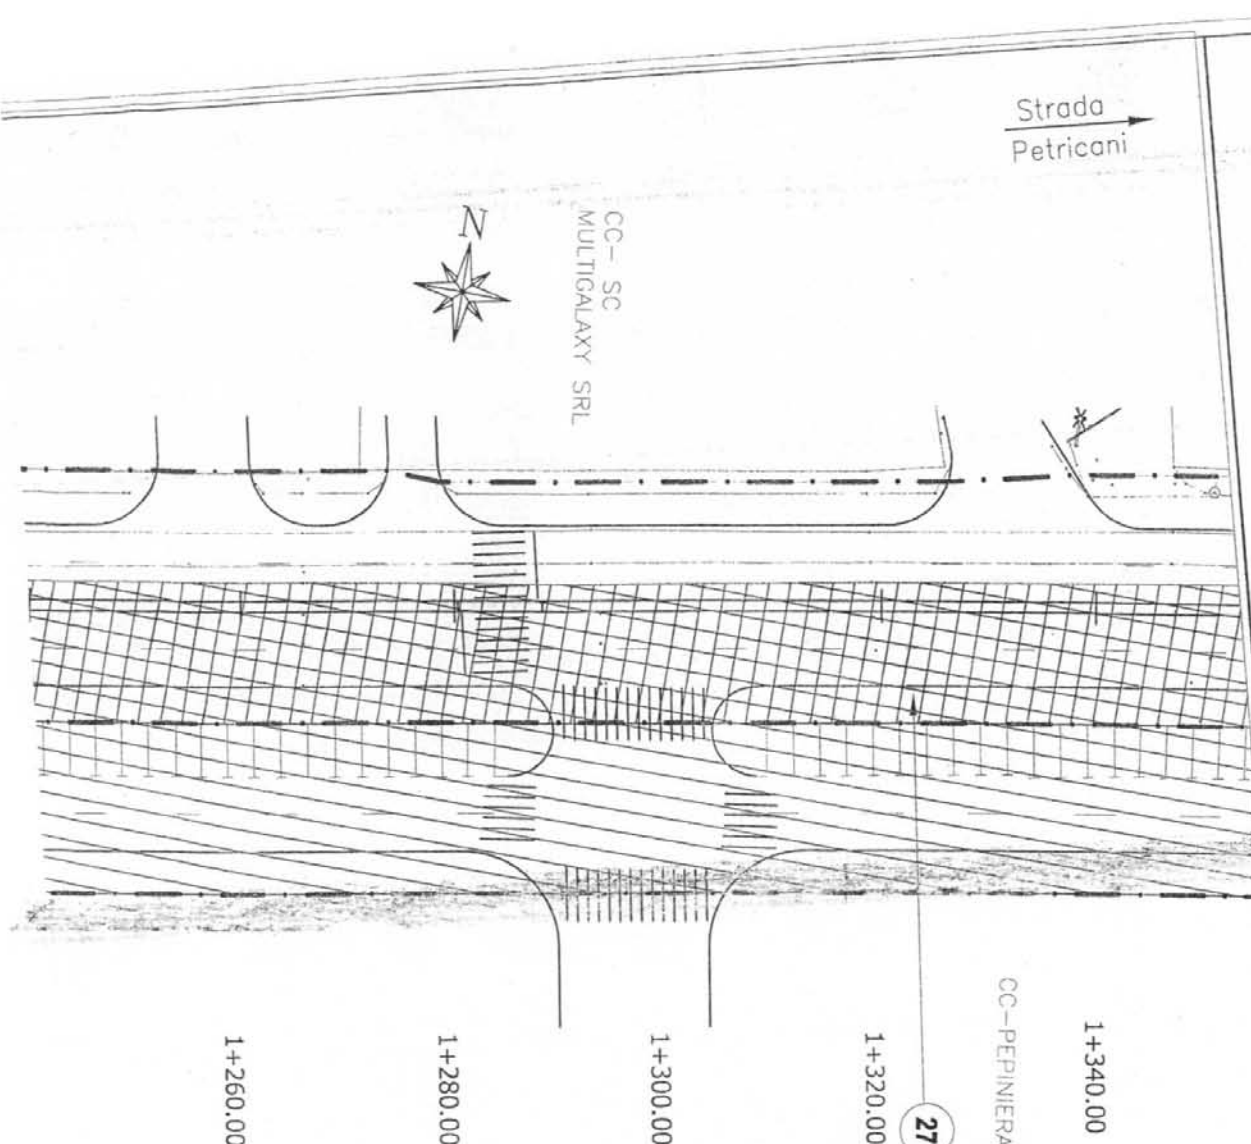 Strada
Petricani
N
CC- SC
MULTIGALAXY SRL
CC-PEPINIERA
1+260.00
1+280.00
1+300.00
1+320.00
1+340.00
27